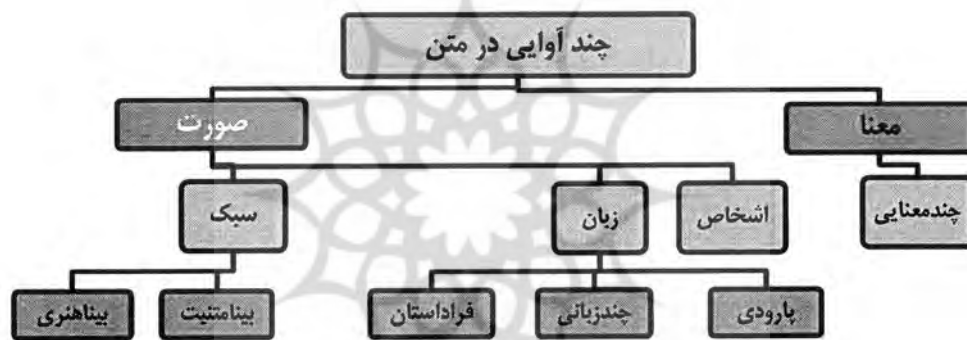 چند آوایی در متن
معنا
صورت
چندمعنایی
اشخاص
زبان
سبک
پارودی
چندزبانی
فراداستان
بینامتنیت
بیناهنری